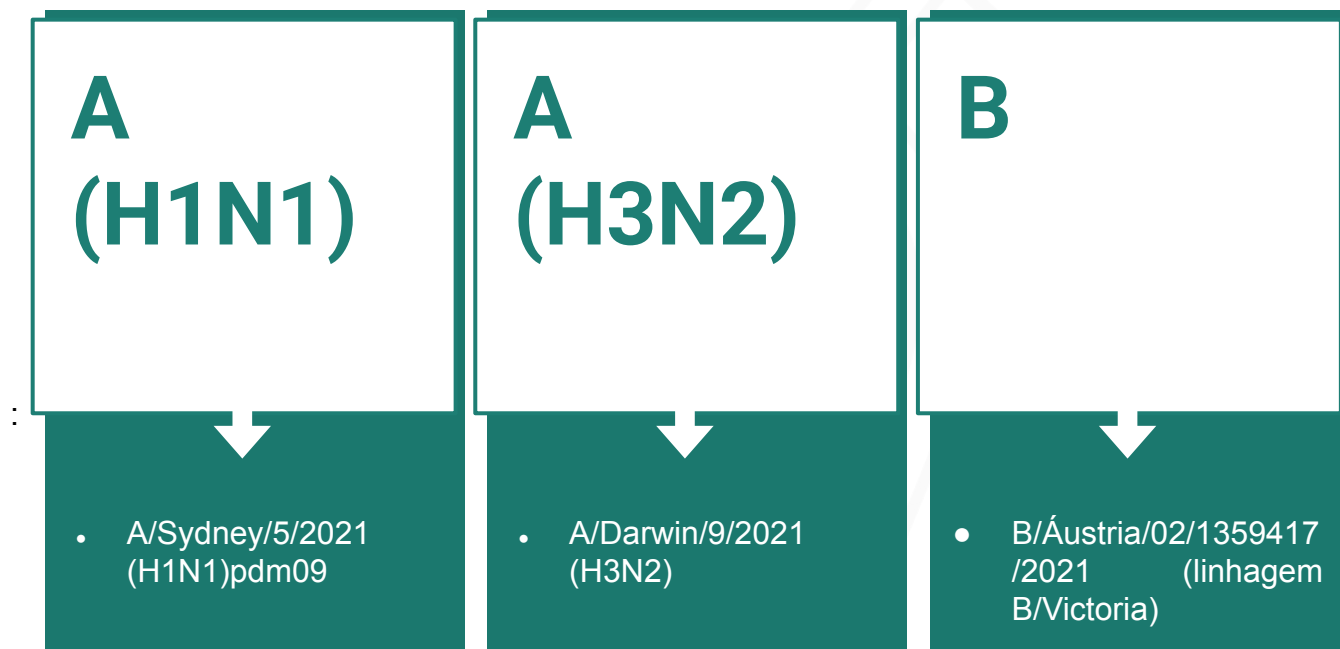 A
(H1N1)
A
(H3N2)
B
:
• A/Sydney/5/2021
(H1N1)pdm09
• A/Darwin/9/2021
(H3N2)
• B/Áustria/02/1359417
/2021 (linhagem
B/Victoria)